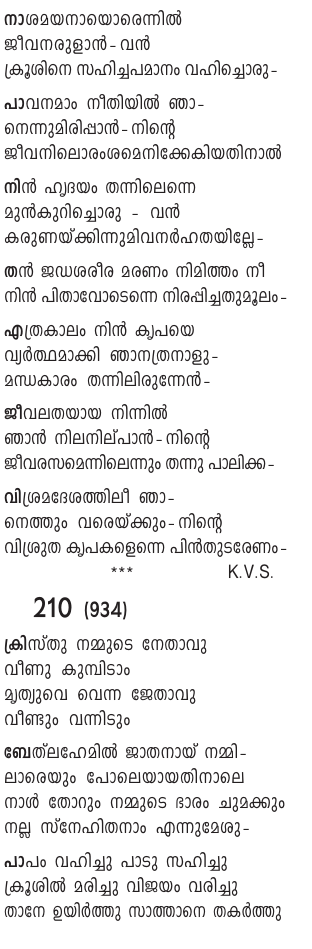 നാശമയനായൊരെന്നിൽ
ജീവനരുളാൻ-വൻ
ക്രൂശിനെ സഹിച്ചപമാനം വഹിച്ചൊരു-
പാവനമാം നീതിയിൽ ഞാ-
നെന്നുമിരിപ്പാൻ-നിന്റെ
ജീവനിലൊരംശമെനിക്കേകിയതിനാൽ
നിൻ ഹൃദയം തന്നിലെന്നെ
മുൻകുറിച്ചൊരു - വൻ
കരുണയ്ക്കിന്നുമിവനർഹതയില്ലേ-
തൻ ജഡശരീര മരണം നിമിത്തം നീ
നിൻ പിതാവോടെന്നെ നിരപ്പിച്ചതുമൂലം-
എത്രകാലം നിൻ കൃപയെ
വ്യർത്ഥമാക്കി ഞാനത്രനാളു-
മന്ധകാരം തന്നിലിരുന്നേൻ-
ജീവലതയായ നിന്നിൽ
ഞാൻ നിലനില്പാൻ-നിന്റെ
ജീവരസമെന്നിലെന്നും തന്നു പാലിക്ക-
വിശ്രമദേശത്തിലീ ഞാ-
നെത്തും വരെയ്ക്കും-നിന്റെ
വിശ്രുത കൃപകളെന്നെ പിൻതുടരേണം-
*** K.V.S.
210 (934)
ക്രിസ്തു നമ്മുടെ നേതാവു
വീണു കുമ്പിടാം
മൃത്യുവെ വെന്ന ജേതാവു
വീണ്ടും വന്നിടും
ബേത്‌ലഹേമിൽ ജാതനായ് നമ്മി-
ലാരെയും പോലെയായതിനാലെ
നാൾ തോറും നമ്മുടെ ഭാരം ചുമക്കും
നല്ല സ്നേഹിതനാം എന്നുമേശു-
പാപം വഹിച്ചു പാടു സഹിച്ചു
ക്രൂശിൽ മരിച്ചു വിജയം വരിച്ചു
താനേ ഉയിർത്തു സാത്താനെ തകർത്തു